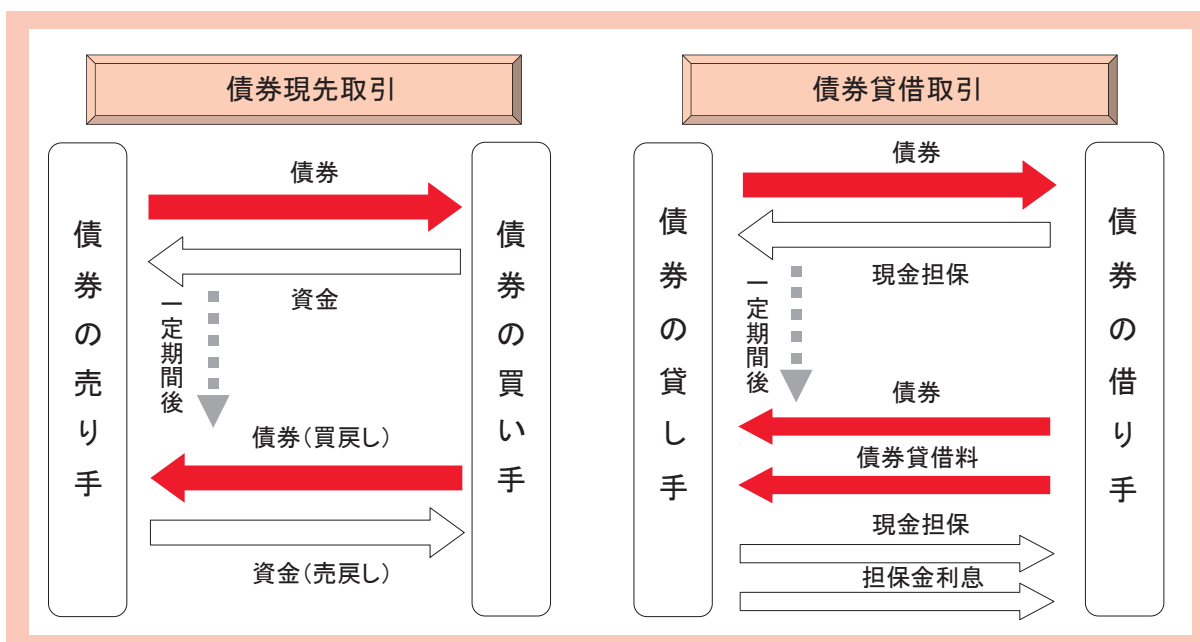 債券現先取引
債券の売り手
債券
資金
一定期間後
債券（買戻し）
資金（売戻し）
債券の買い手
債券貸借取引
債券の貸し手
債券
現金担保
一定期間後
債券
債券貸借料
現金担保
担保金利息
債券の借り手